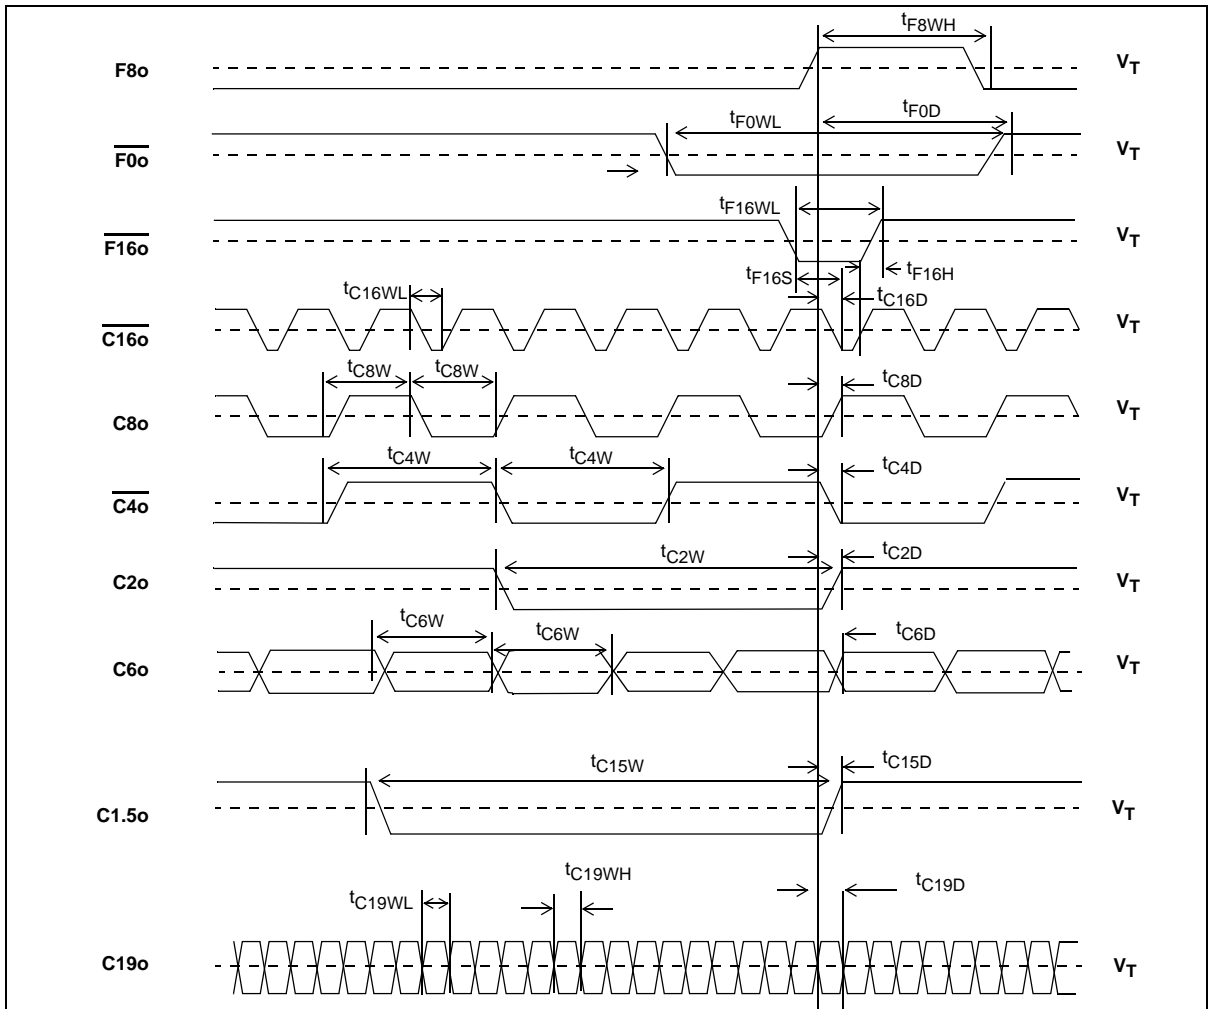 tF8WH
F8o VT
tF0WL tF0D
F0o VT
tF16WL
F16o VT
tF16S tF16H
tC16WL tC16D
C16o VT
tC8W tC8W tC8D
C8o VT
tC4W tC4W tC4D
C4o VT
tC2W tC2D
C2o VT
tC6W tC6W tC6D
C6o VT
tC15W tC15D
C1.5o VT
tC19WL tC19WH tC19D
C19o VT